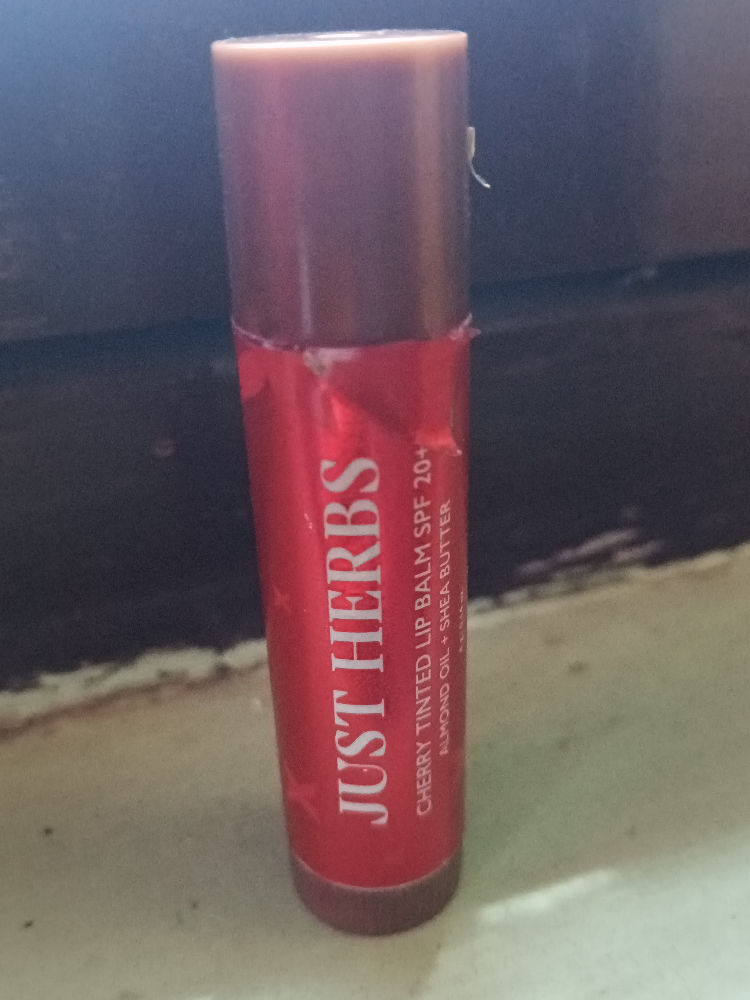 JUST HERBS
CHERRY TINTED LIP BALM SPF 20+
ALMOND OIL + SHEA BUTTER